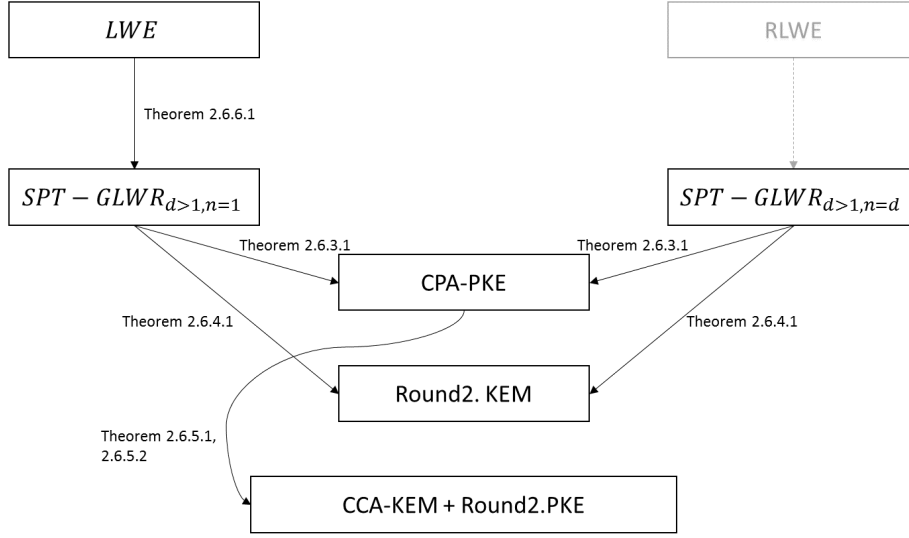 LWE
RLWE
Theorem 2.6.6.1
SPT − GLWR_{d>1,n=1}
SPT − GLWR_{d>1,n=d}
Theorem 2.6.3.1
Theorem 2.6.3.1
CPA-PKE
Theorem 2.6.4.1
Theorem 2.6.4.1
Round2. KEM
Theorem 2.6.5.1,
2.6.5.2
CCA-KEM + Round2.PKE